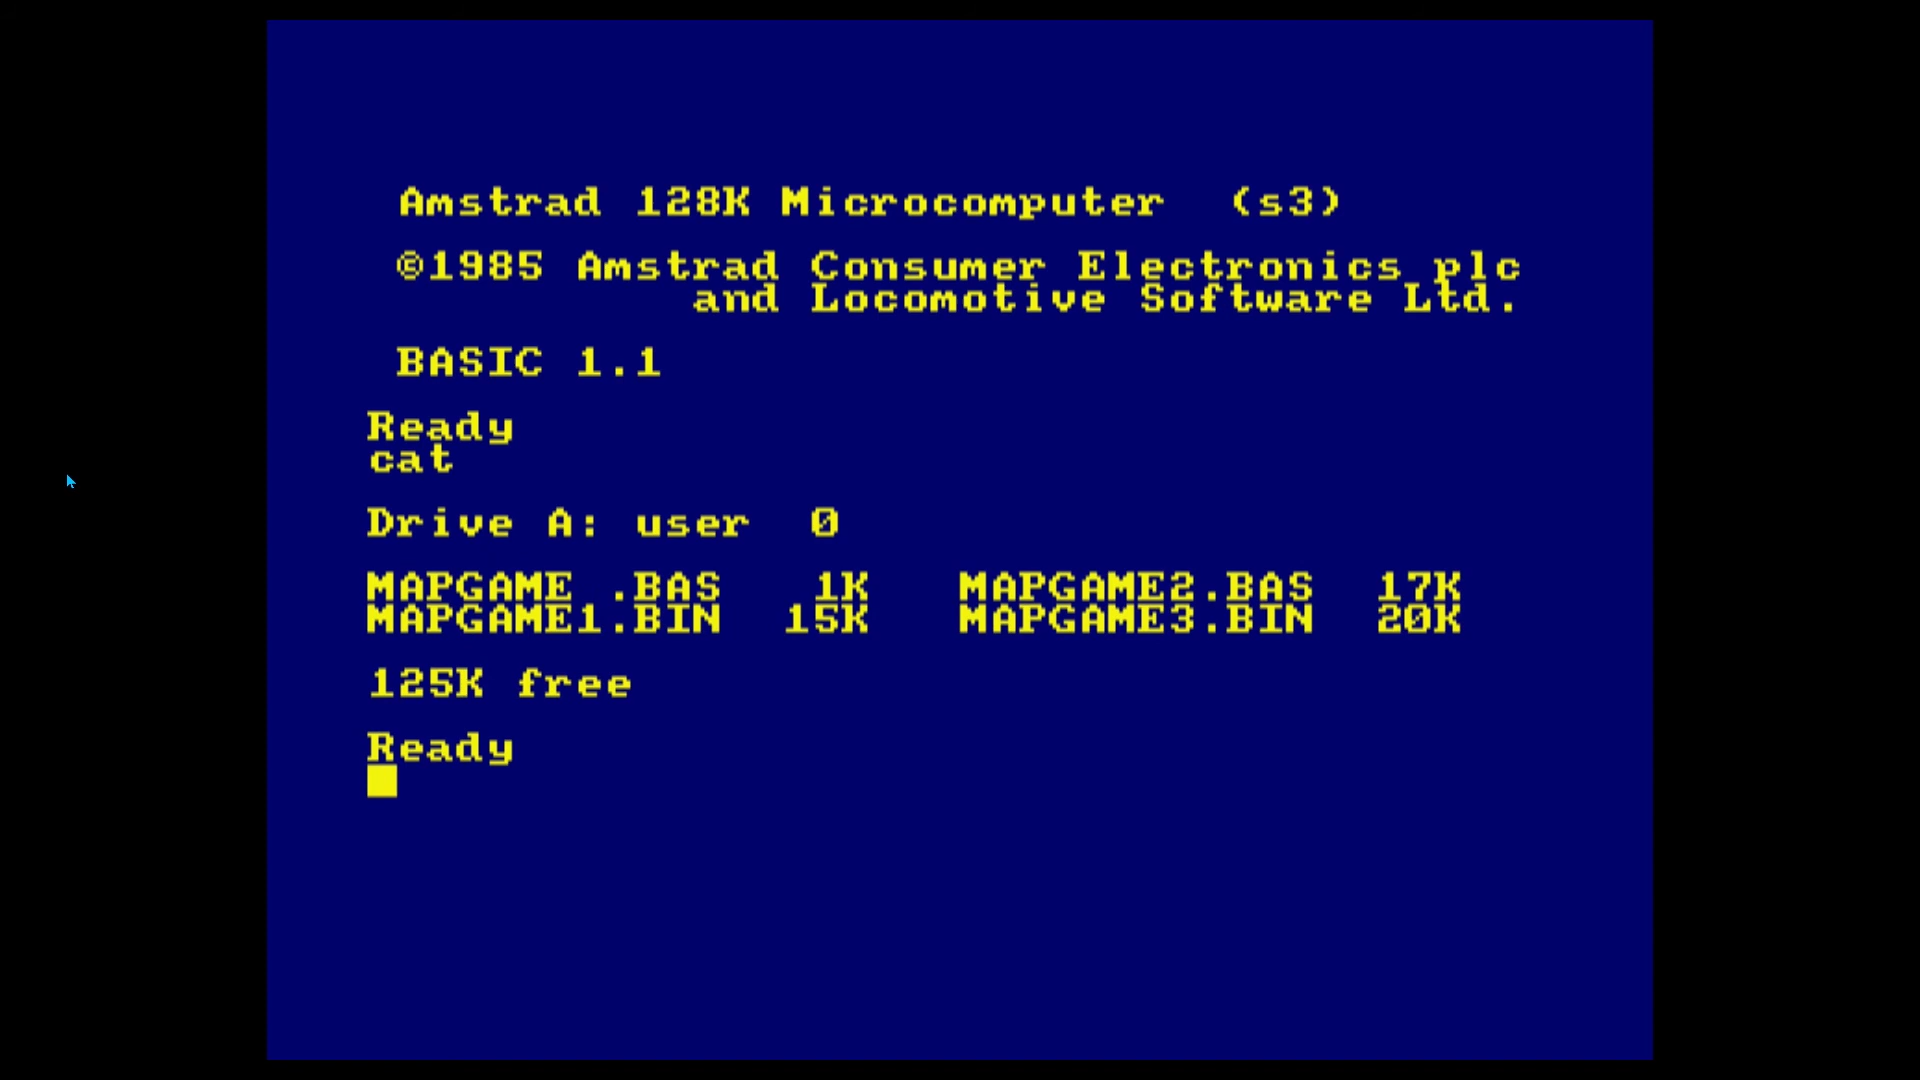 Amstrad 128K Microcomputer  (s3)
©1985 Amstrad Consumer Electronics plc
and Locomotive Software Ltd.
BASIC 1.1
Ready
cat
Drive A: user  0
MAPGAME .BAS   1K   MAPGAME2.BAS  17K
MAPGAME1.BIN  15K   MAPGAME3.BIN  20K
125K free
Ready